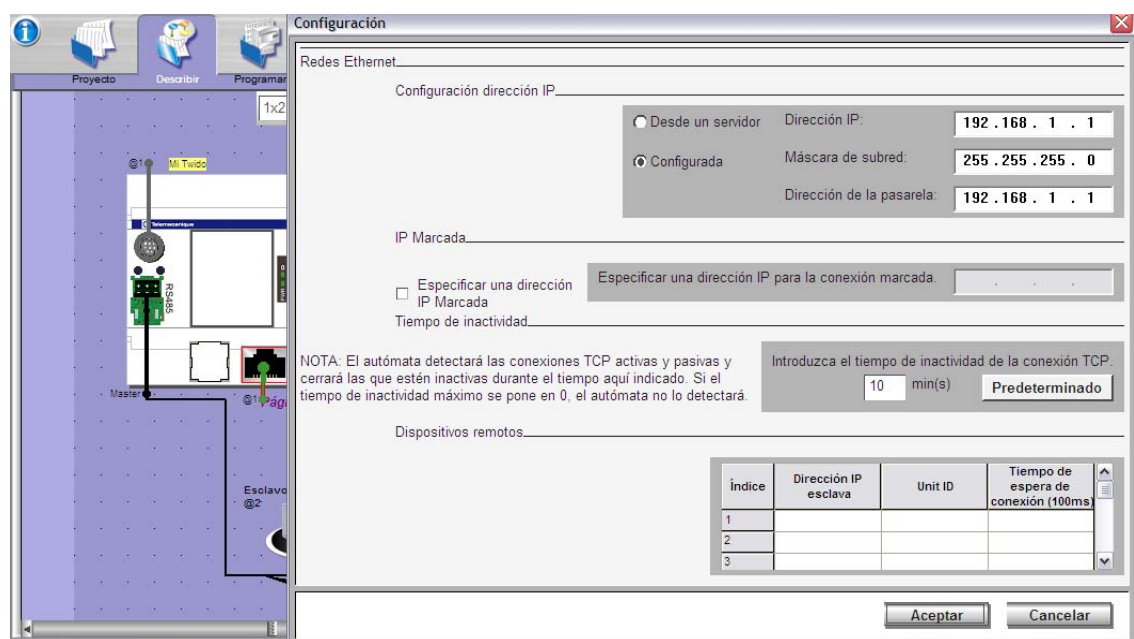 Configuración
Proyecto
Describir
Programar
1x2
@1
Mi Twido
Telemecanique
RS485
PWR
Master
@1
Pági
Esclavo
@2
Redes Ethernet
Configuración dirección IP
Desde un servidor
Dirección IP:
192.168. 1 . 1
Configurada
Máscara de subred:
255.255.255. 0
Dirección de la pasarela:
192.168. 1 . 1
IP Marcada
Especificar una dirección
IP Marcada
Especificar una dirección IP para la conexión marcada.
Tiempo de inactividad
NOTA: El autómata detectará las conexiones TCP activas y pasivas y
cerrará las que estén inactivas durante el tiempo aquí indicado. Si el
tiempo de inactividad máximo se pone en 0, el autómata no lo detectará.
Introduzca el tiempo de inactividad de la conexión TCP.
10 min(s)
Predeterminado
Dispositivos remotos
Índice
Dirección IP
esclava
Unit ID
Tiempo de
espera de
conexión (100ms)
1
2
3
Aceptar
Cancelar